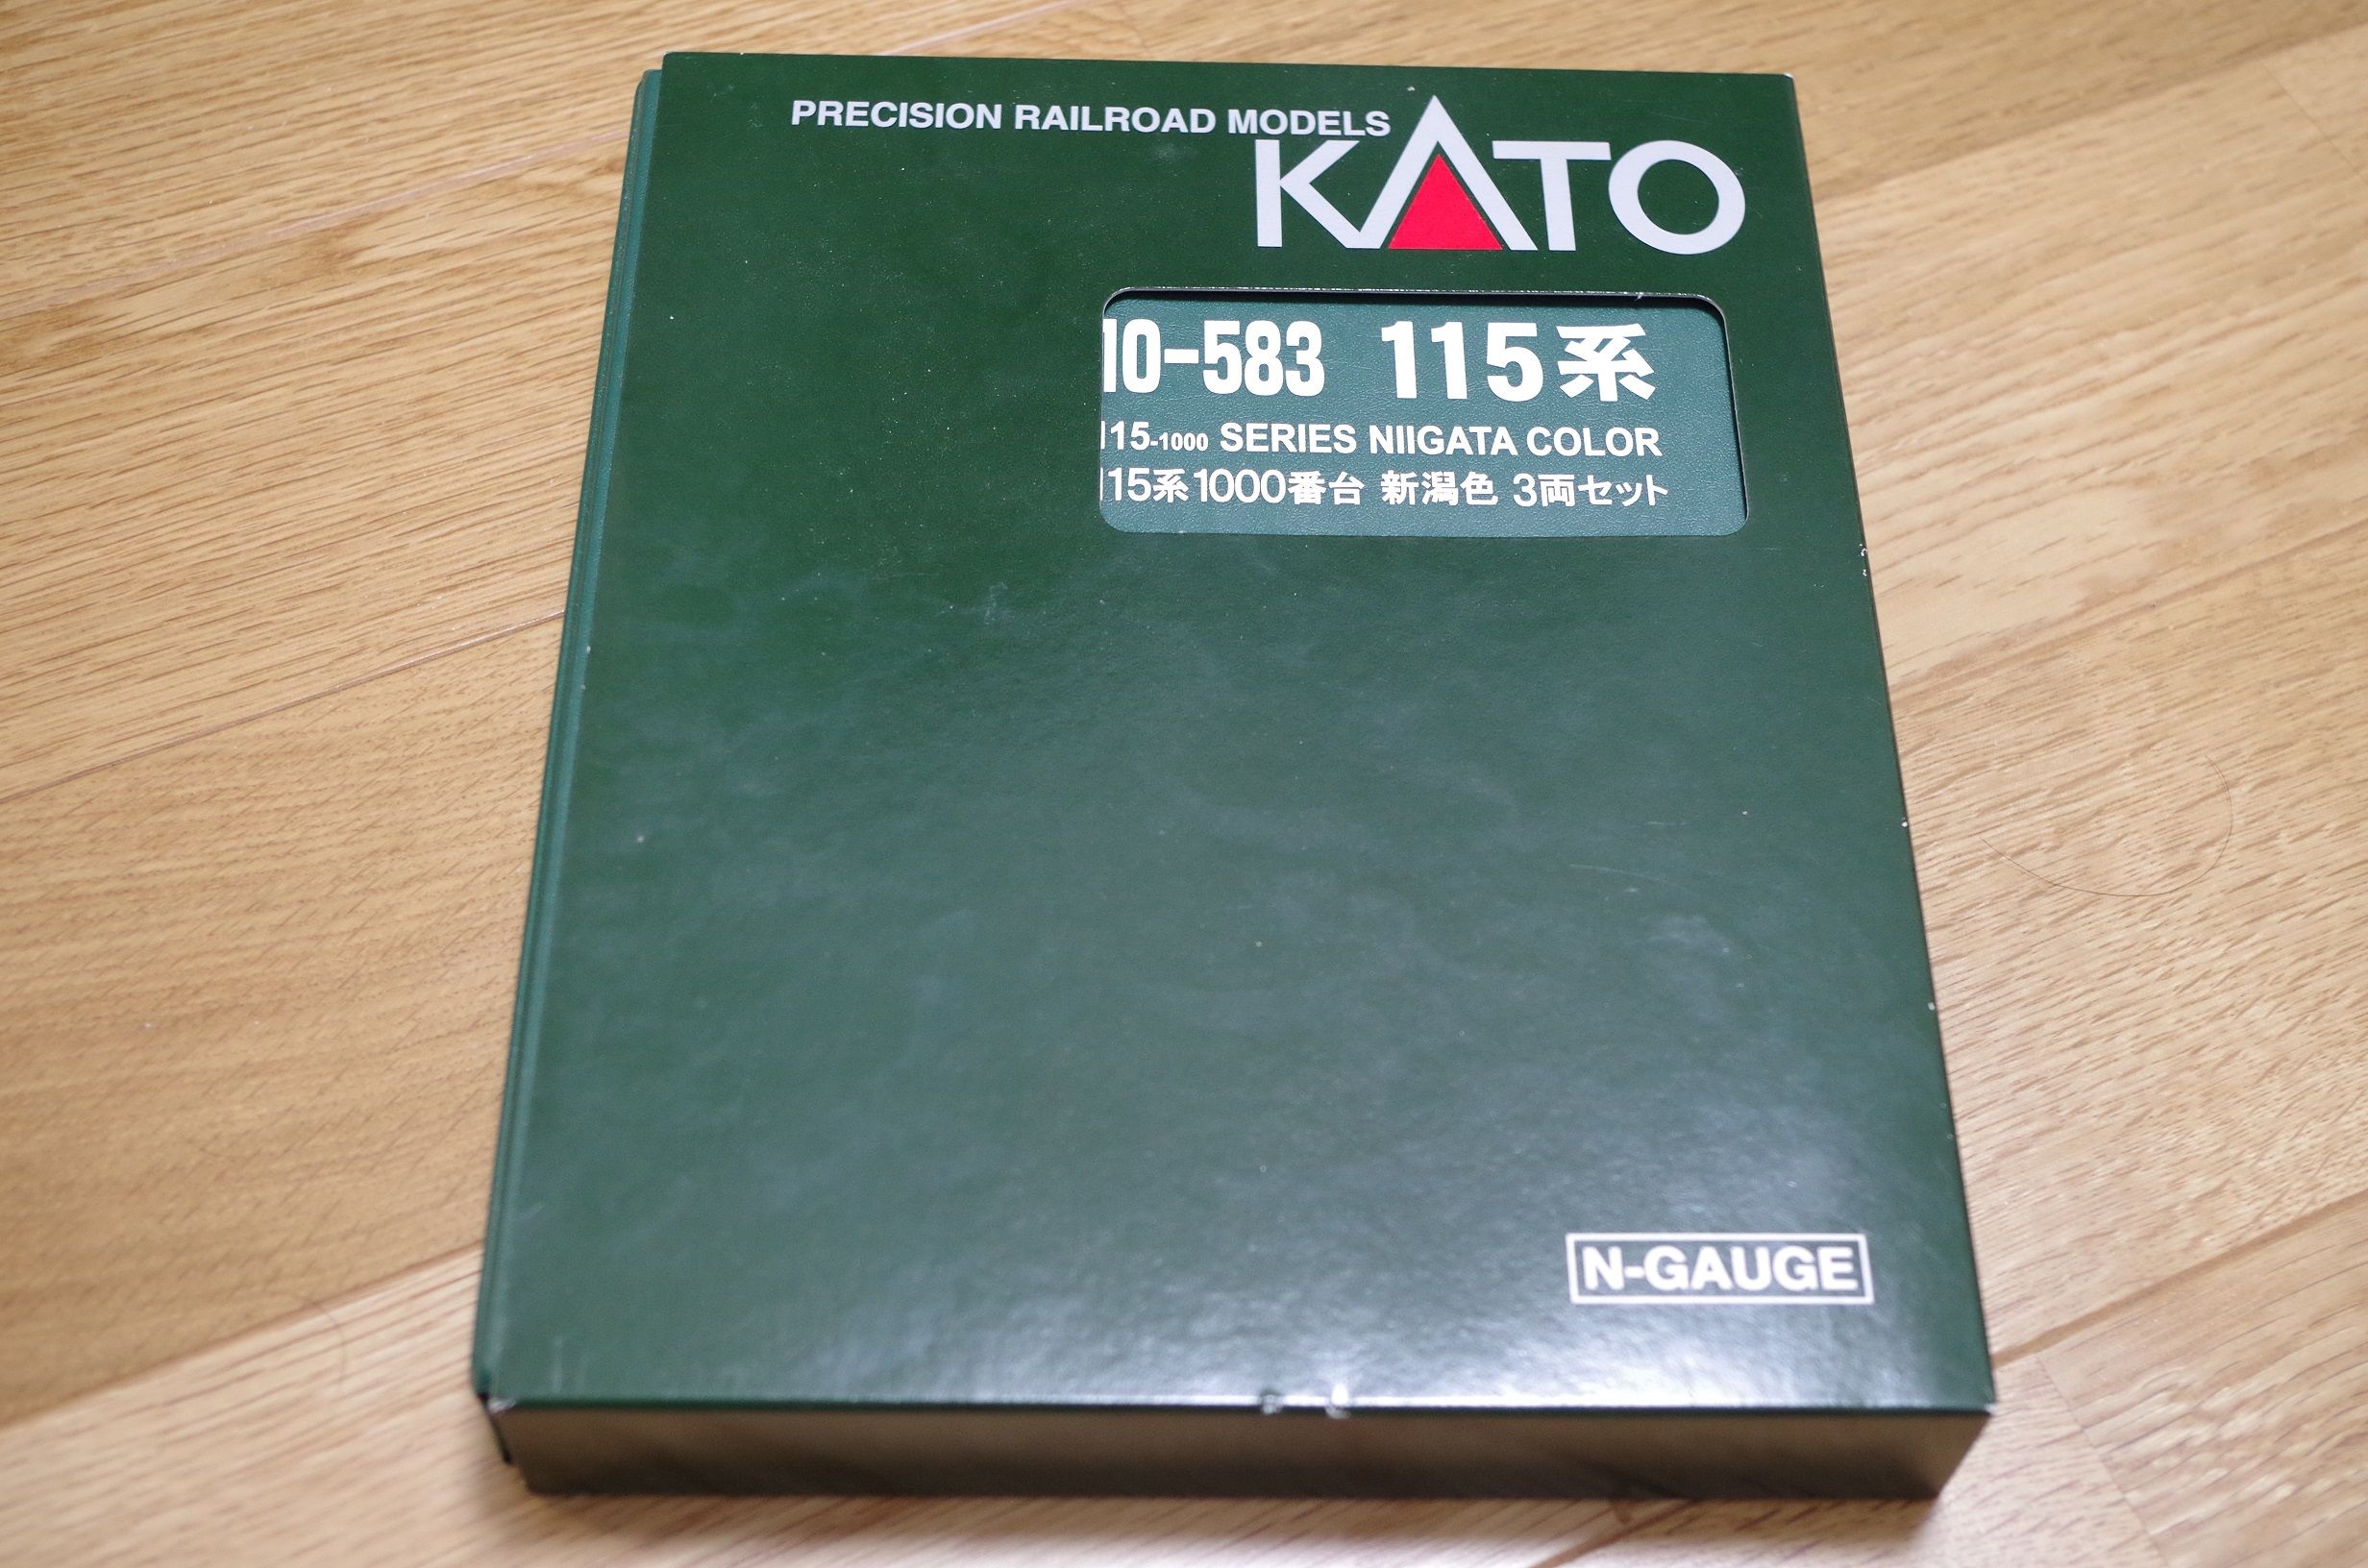 PRECISION RAILROAD MODELS
KATO
10-583 115系
115-1000 SERIES NIIGATA COLOR
115系1000番台 新潟色 3両セット
N-GAUGE